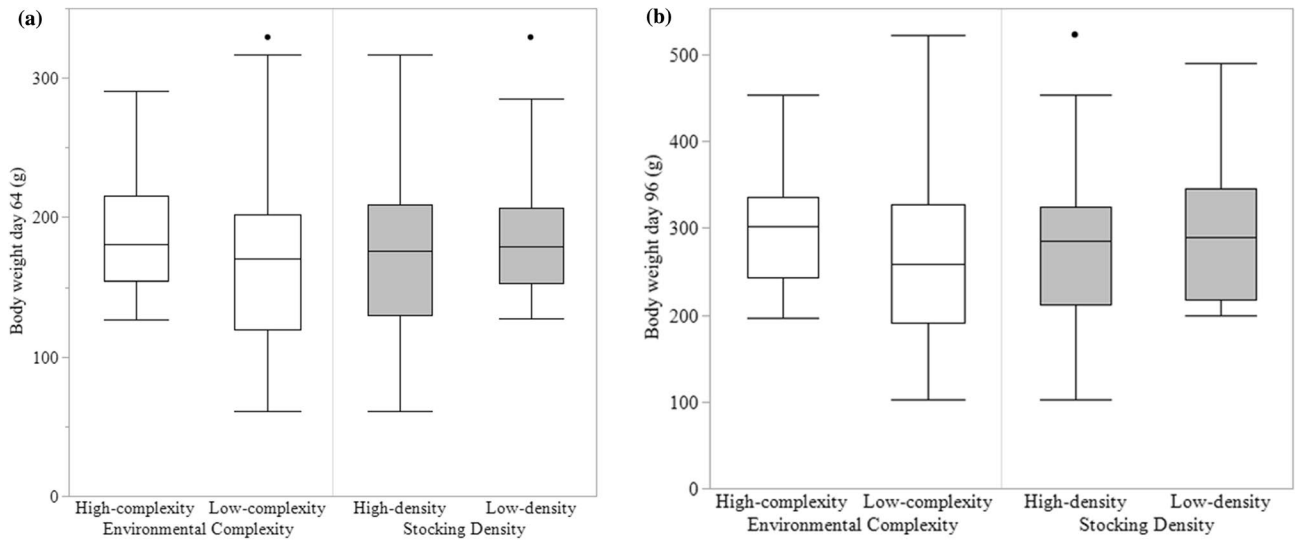 (a)
Body weight day 64 (g)
300
200
100
0
High-complexity Low-complexity High-density Low-density
Environmental Complexity Stocking Density
(b)
Body weight day 96 (g)
500
400
300
200
100
0
High-complexity Low-complexity High-density Low-density
Environmental Complexity Stocking Density